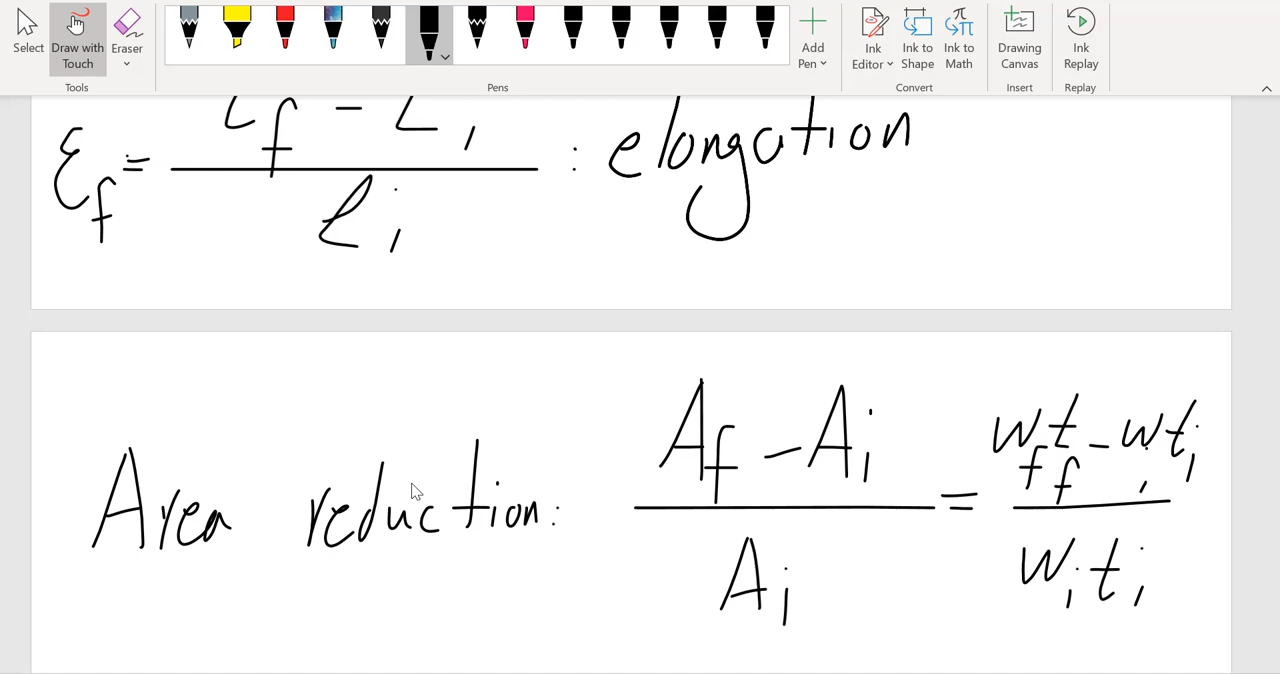 Select Draw with Touch Eraser Add Pen Ink Editor Ink to Shape Ink to Math Drawing Canvas Ink Replay
Tools Pens Convert Insert Replay
εf = (Lf - Li) / Li : elongation
Area reduction: (Af - Ai) / Ai = (wf tf - wi ti) / (wi ti)